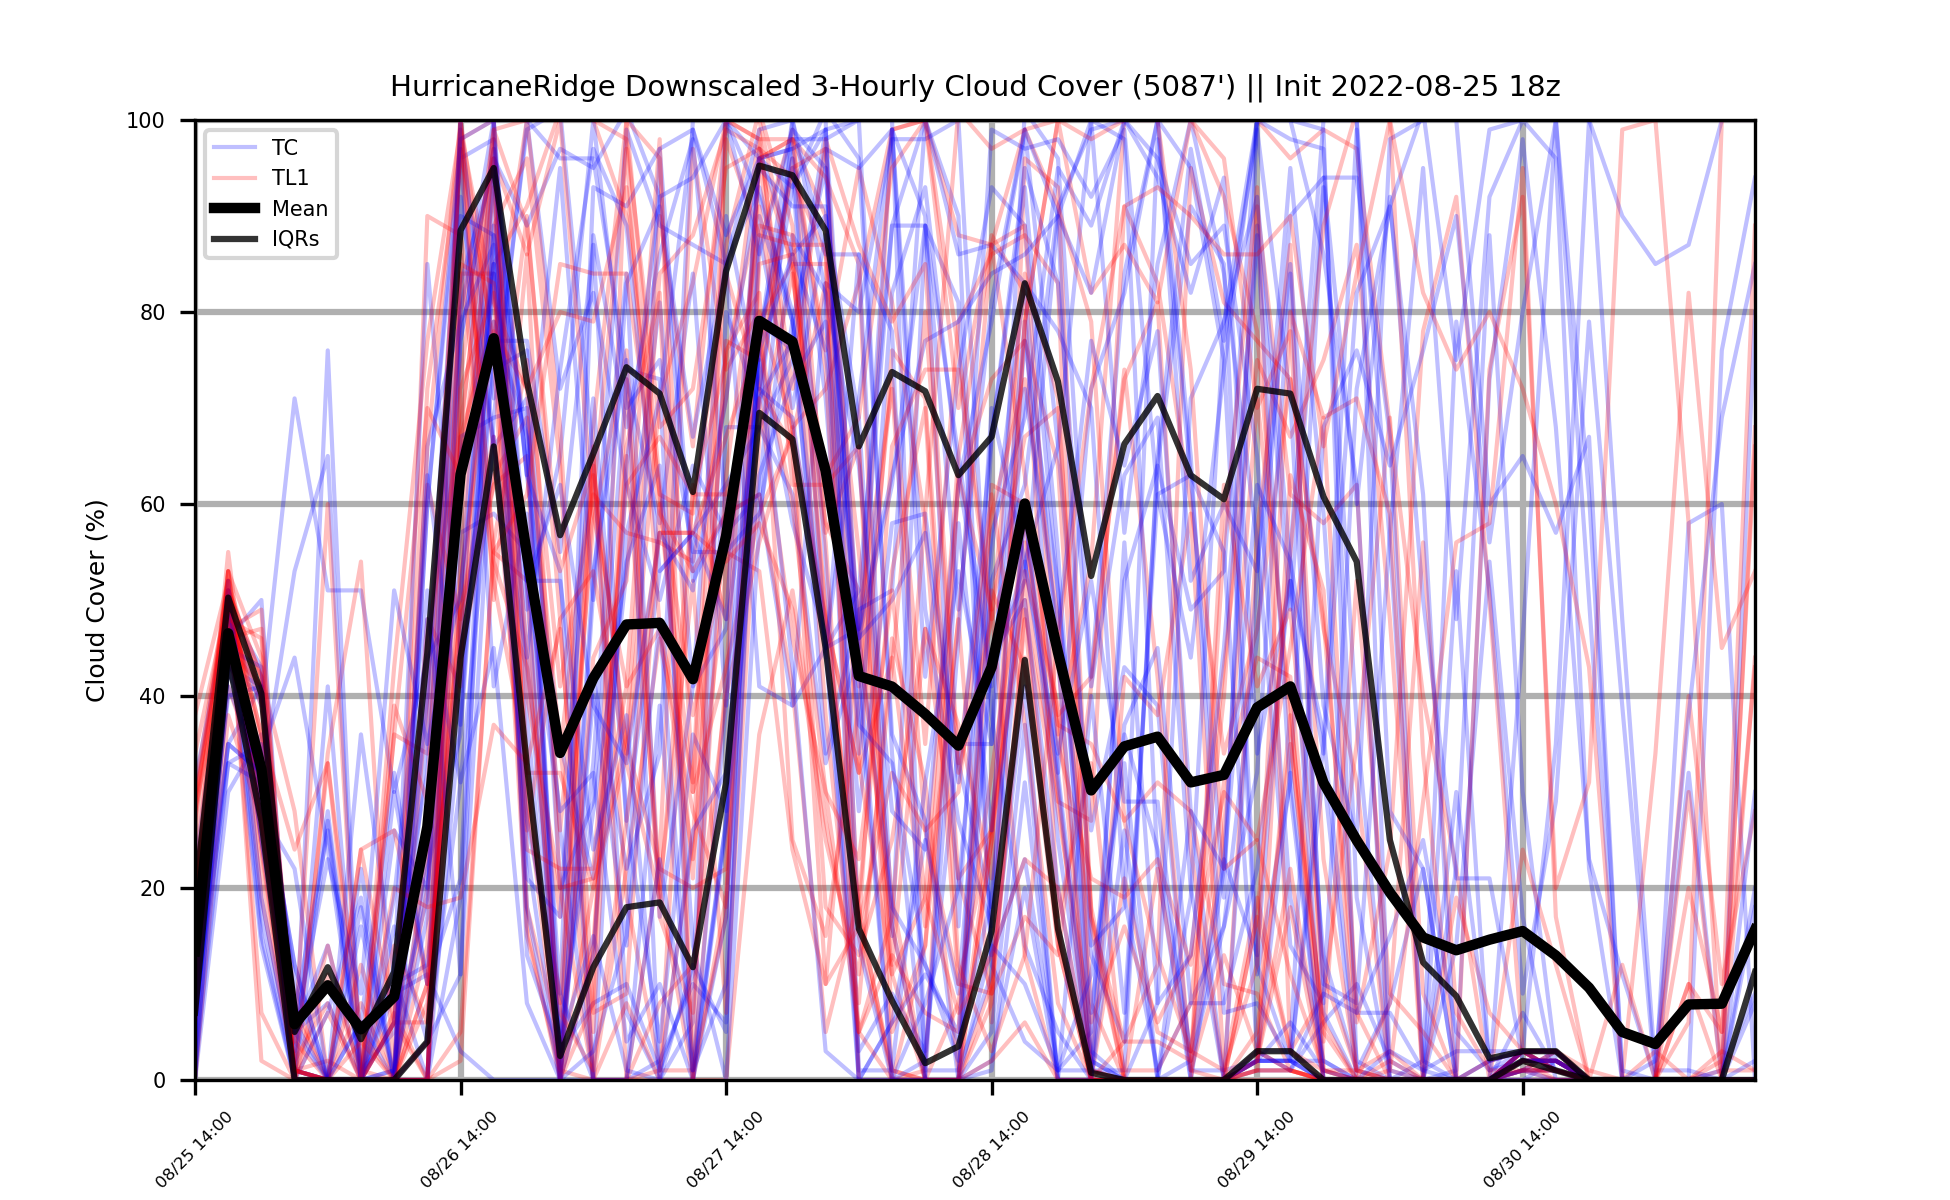 HurricaneRidge Downscaled 3-Hourly Cloud Cover (5087') || Init 2022-08-25 18z
100
80
60
40
20
0
Cloud Cover (%)
TC
TL1
Mean
IQRs
08/25 14:00
08/26 14:00
08/27 14:00
08/28 14:00
08/29 14:00
08/30 14:00